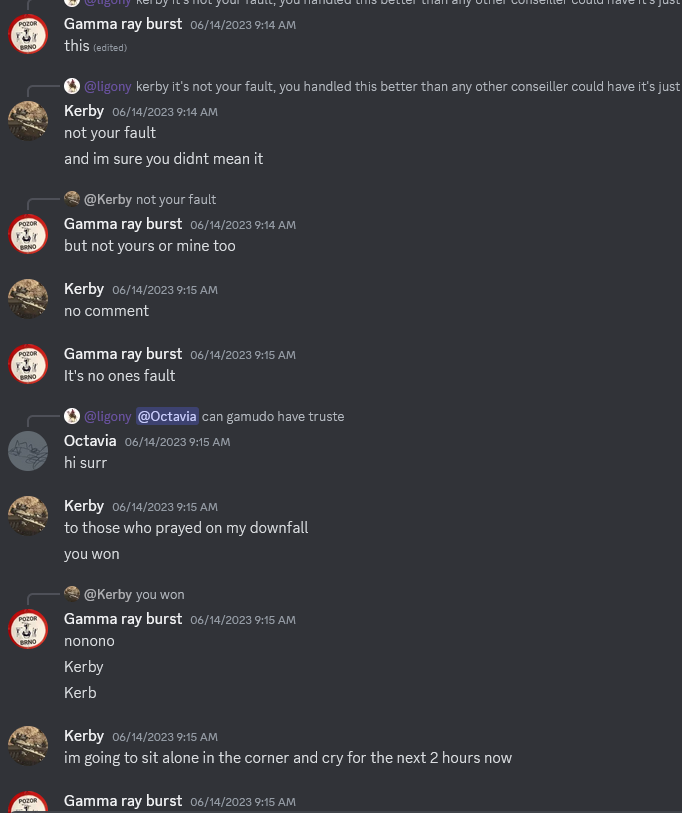 @ligony kerby it's not your fault, you handled this better than any other conseiller could have it's just
Gamma ray burst 06/14/2023 9:14 AM
this (edited)
@ligony kerby it's not your fault, you handled this better than any other conseiller could have it's just
Kerby 06/14/2023 9:14 AM
not your fault
and im sure you didnt mean it
@Kerby not your fault
POZOR
BRNO
Gamma ray burst 06/14/2023 9:14 AM
but not yours or mine too
Kerby 06/14/2023 9:15 AM
no comment
POZOR
BRNO
Gamma ray burst 06/14/2023 9:15 AM
It's no ones fault
@ligony @Octavia can gamudo have truste
Octavia 06/14/2023 9:15 AM
hi surr
Kerby 06/14/2023 9:15 AM
to those who prayed on my downfall
you won
@Kerby you won
POZOR
BRNO
Gamma ray burst 06/14/2023 9:15 AM
nonono
Kerby
Kerb
Kerby 06/14/2023 9:15 AM
im going to sit alone in the corner and cry for the next 2 hours now
POZOR
Gamma ray burst 06/14/2023 9:15 AM